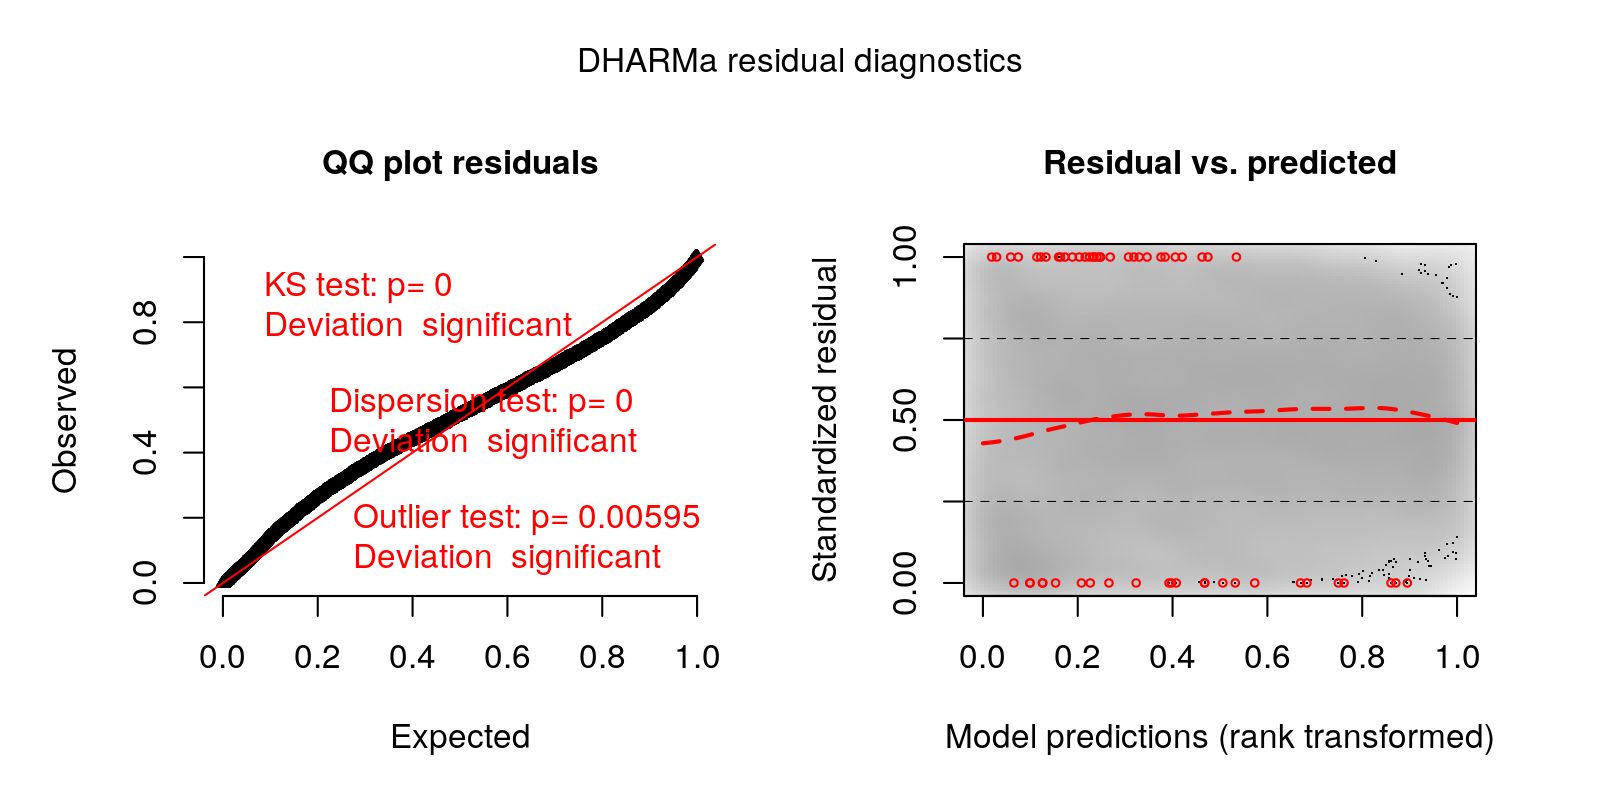 DHARMa residual diagnostics
QQ plot residuals
KS test: p= 0
Deviation  significant
Dispersion test: p= 0
Deviation  significant
Outlier test: p= 0.00595
Deviation  significant
Observed
0.0 0.4 0.8
0.0 0.2 0.4 0.6 0.8 1.0
Expected
Residual vs. predicted
Standardized residual
0.00 0.50 1.00
0.0 0.2 0.4 0.6 0.8 1.0
Model predictions (rank transformed)